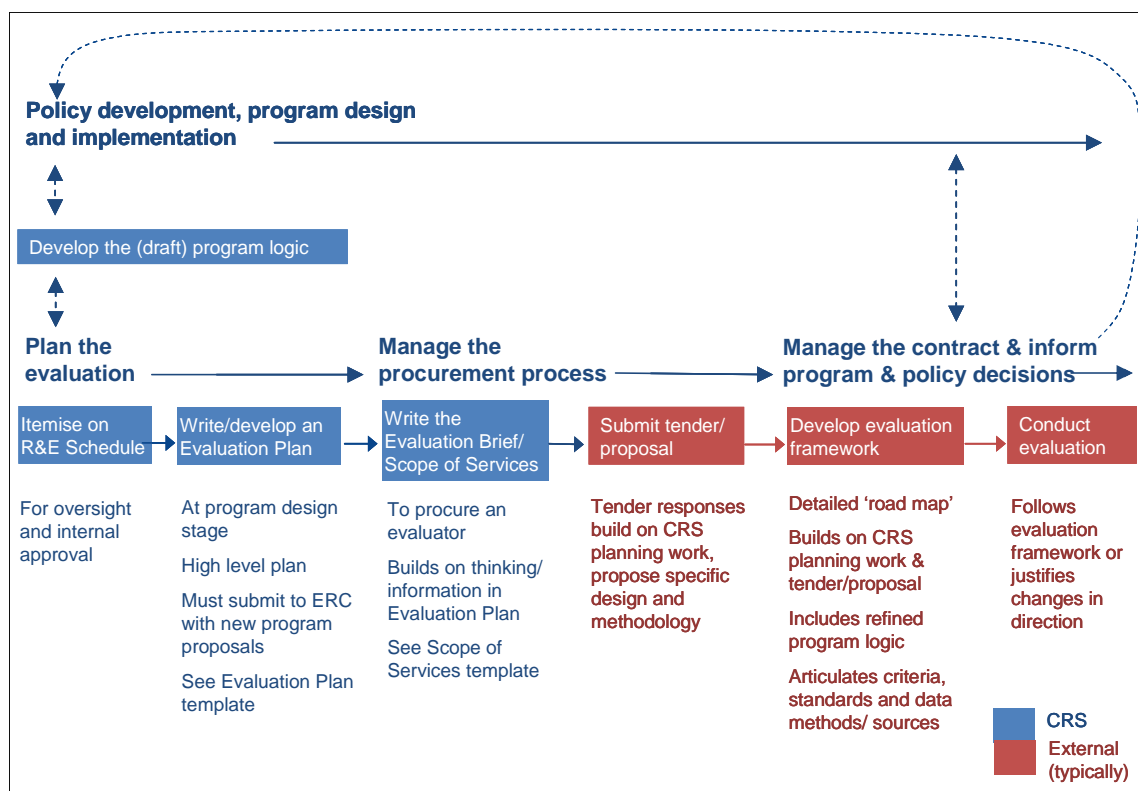 Policy development, program design
and implementation
Develop the (draft) program logic
Plan the
evaluation
Manage the
procurement process
Manage the contract & inform
program & policy decisions
Itemise on
R&E Schedule
Write/develop an
Evaluation Plan
Write the
Evaluation Brief/
Scope of Services
Submit tender/
proposal
Develop evaluation
framework
Conduct
evaluation
For oversight
and internal
approval
At program design
stage
High level plan
Must submit to ERC
with new program
proposals
See Evaluation Plan
template
To procure an
evaluator
Builds on thinking/
information in
Evaluation Plan
See Scope of
Services template
Tender responses
build on CRS
planning work,
propose specific
design and
methodology
Detailed ‘road map’
Builds on CRS
planning work &
tender/proposal
Includes refined
program logic
Articulates criteria,
standards and data
methods/ sources
Follows
evaluation
framework or
justifies
changes in
direction
CRS
External
(typically)